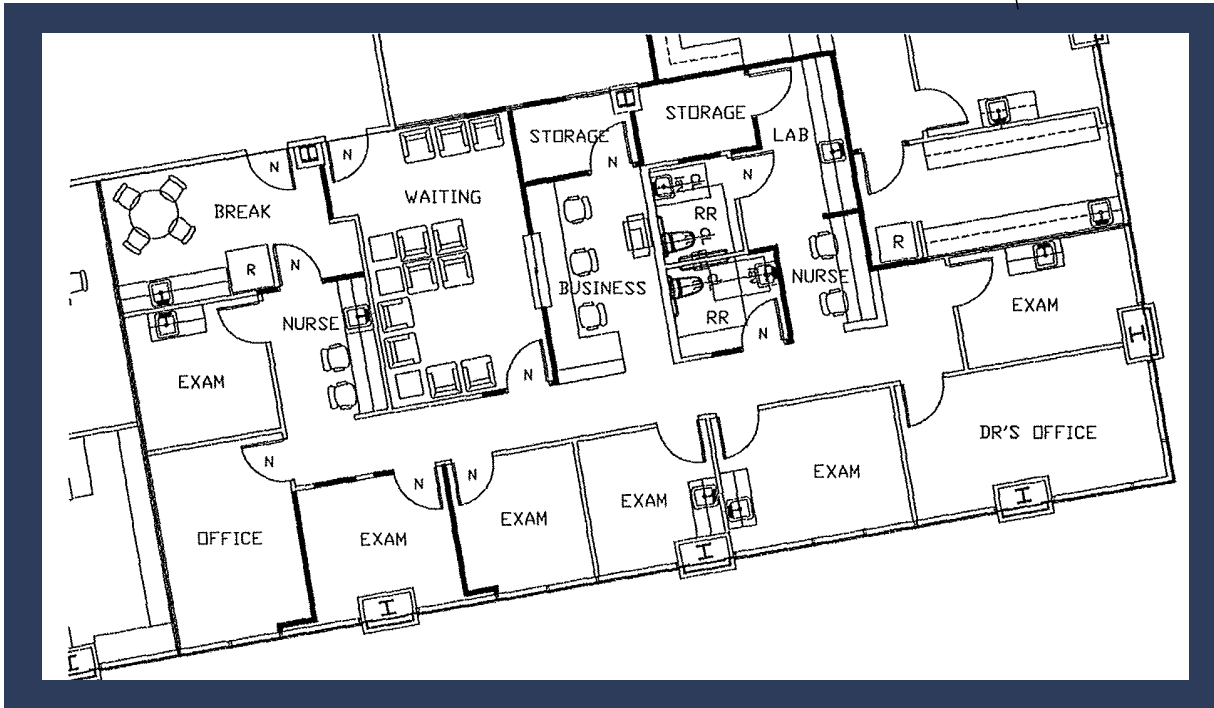 STORAGE
STORAGE
N
LAB
N
N
N
N
WAITING
BREAK
RR
R
R
N
BUSINESS
NURSE
EXAM
NURSE
RR
N
EXAM
N
DR'S OFFICE
N
N
N
EXAM
EXAM
EXAM
OFFICE
EXAM